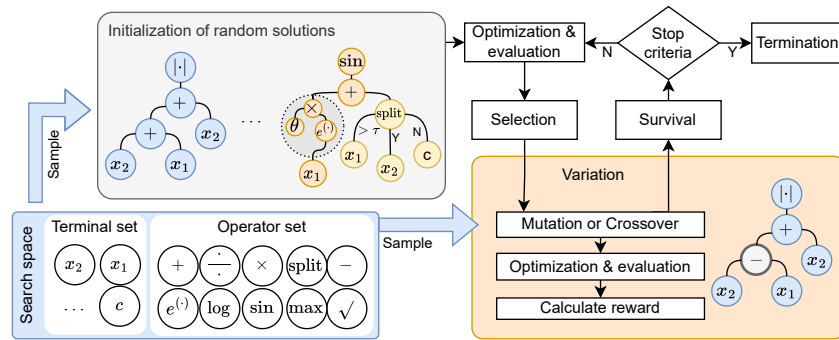 Initialization of random solutions
|·|
+
+
x₂
x₂
x₁
...
sin
+
×
θ
e^(·)
x₁
split
> τ
Y
N
x₁
x₂
c
Sample
Optimization &
evaluation
N
Stop
criteria
Y
Termination
Selection
Survival
Variation
Mutation or Crossover
Optimization & evaluation
Calculate reward
|·|
+
−
x₂
x₂
x₁
Sample
Search space
Terminal set
x₂
x₁
...
c
Operator set
+
·/·
×
split
−
e^(·)
log
sin
max
√